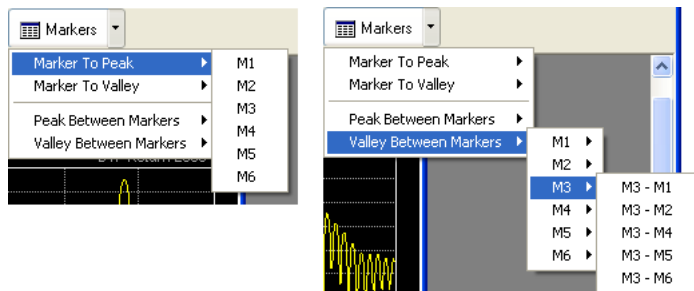 Markers
Marker To Peak
Marker To Valley
Peak Between Markers
Valley Between Markers
M1
M2
M3
M4
M5
M6
Markers
Marker To Peak
Marker To Valley
Peak Between Markers
Valley Between Markers
M1
M2
M3
M4
M5
M6
M3 - M1
M3 - M2
M3 - M4
M3 - M5
M3 - M6